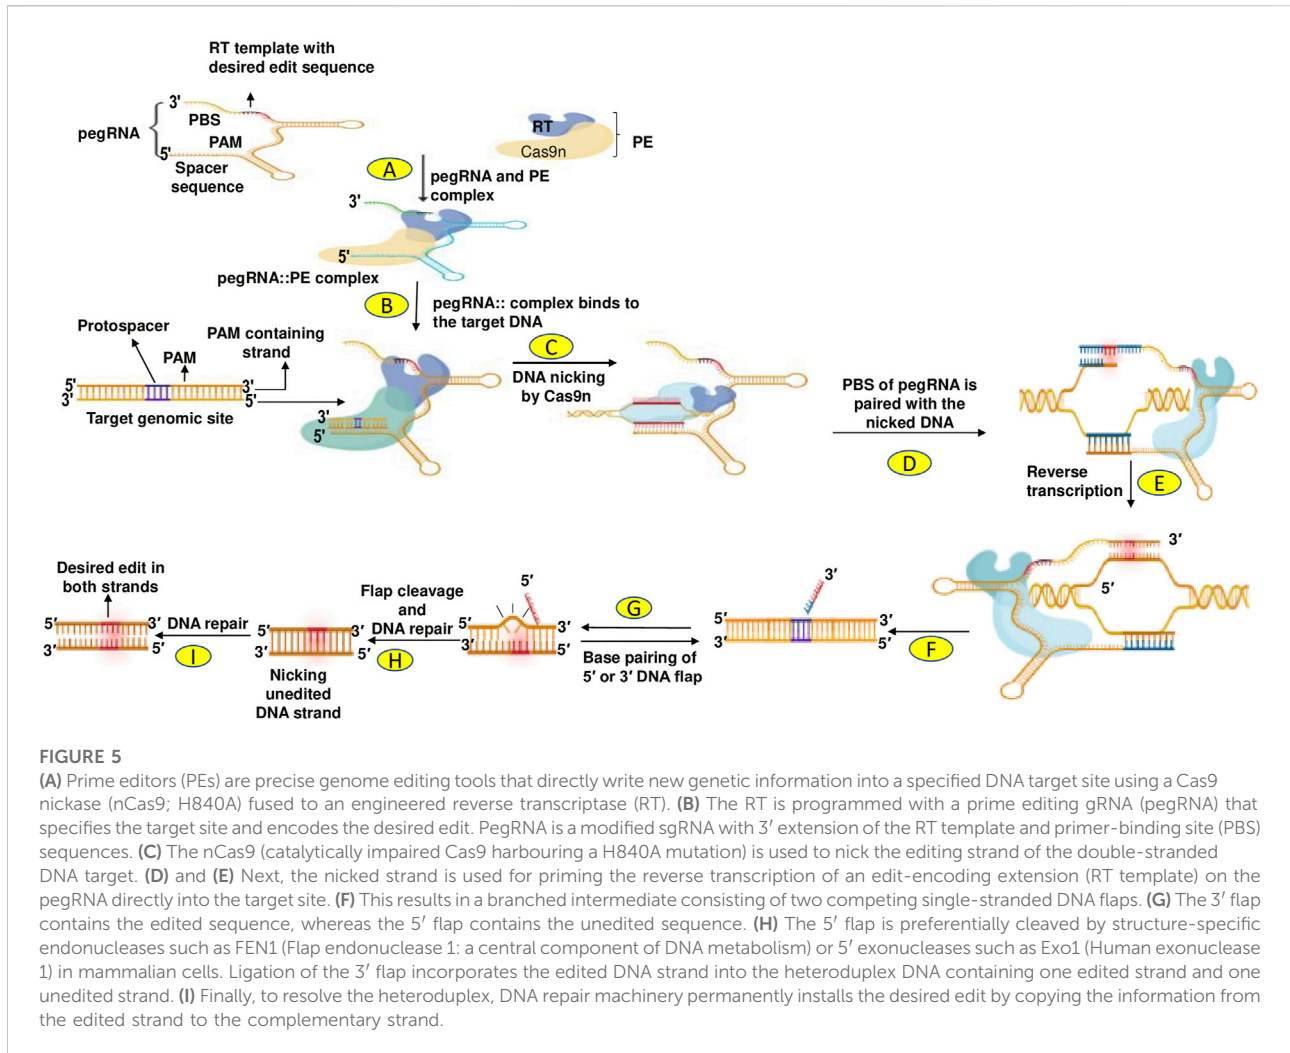 RT template with
desired edit sequence
3'
PBS
pegRNA
PAM
5'
Spacer
sequence
RT
Cas9n
PE
A
pegRNA and PE
complex
3'
5'
pegRNA::PE complex
B
pegRNA:: complex binds to
the target DNA
Protospacer
PAM
PAM containing
strand
5'
3'
3'
5'
Target genomic site
3'
5'
C
DNA nicking
by Cas9n
PBS of pegRNA is
paired with the
nicked DNA
D
Reverse
transcription
E
3'
5'
F
3'
5'
3'
3'
5'
G
Base pairing of
5' or 3' DNA flap
5'
5'
3'
3'
5'
Flap cleavage
and
DNA repair
H
5'
3'
3'
5'
Nicking
unedited
DNA strand
DNA repair
I
Desired edit in
both strands
5'
3'
3'
5'
FIGURE 5
(A) Prime editors (PEs) are precise genome editing tools that directly write new genetic information into a specified DNA target site using a Cas9
nickase (nCas9; H840A) fused to an engineered reverse transcriptase (RT). (B) The RT is programmed with a prime editing gRNA (pegRNA) that
specifies the target site and encodes the desired edit. PegRNA is a modified sgRNA with 3′ extension of the RT template and primer-binding site (PBS)
sequences. (C) The nCas9 (catalytically impaired Cas9 harbouring a H840A mutation) is used to nick the editing strand of the double-stranded
DNA target. (D) and (E) Next, the nicked strand is used for priming the reverse transcription of an edit-encoding extension (RT template) on the
pegRNA directly into the target site. (F) This results in a branched intermediate consisting of two competing single-stranded DNA flaps. (G) The 3′ flap
contains the edited sequence, whereas the 5′ flap contains the unedited sequence. (H) The 5′ flap is preferentially cleaved by structure-specific
endonucleases such as FEN1 (Flap endonuclease 1: a central component of DNA metabolism) or 5′ exonucleases such as Exo1 (Human exonuclease
1) in mammalian cells. Ligation of the 3′ flap incorporates the edited DNA strand into the heteroduplex DNA containing one edited strand and one
unedited strand. (I) Finally, to resolve the heteroduplex, DNA repair machinery permanently installs the desired edit by copying the information from
the edited strand to the complementary strand.